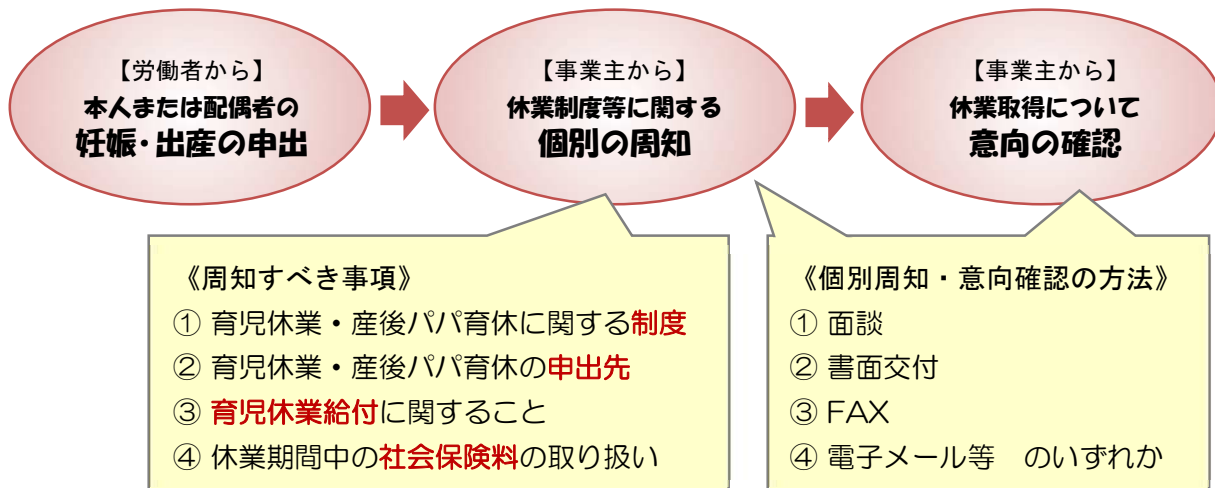 【労働者から】
本人または配偶者の
妊娠・出産の申出
【事業主から】
休業制度等に関する
個別の周知
【事業主から】
休業取得について
意向の確認
《周知すべき事項》
① 育児休業・産後パパ育休に関する制度
② 育児休業・産後パパ育休の申出先
③ 育児休業給付に関すること
④ 休業期間中の社会保険料の取り扱い
《個別周知・意向確認の方法》
① 面談
② 書面交付
③ FAX
④ 電子メール等　のいずれか